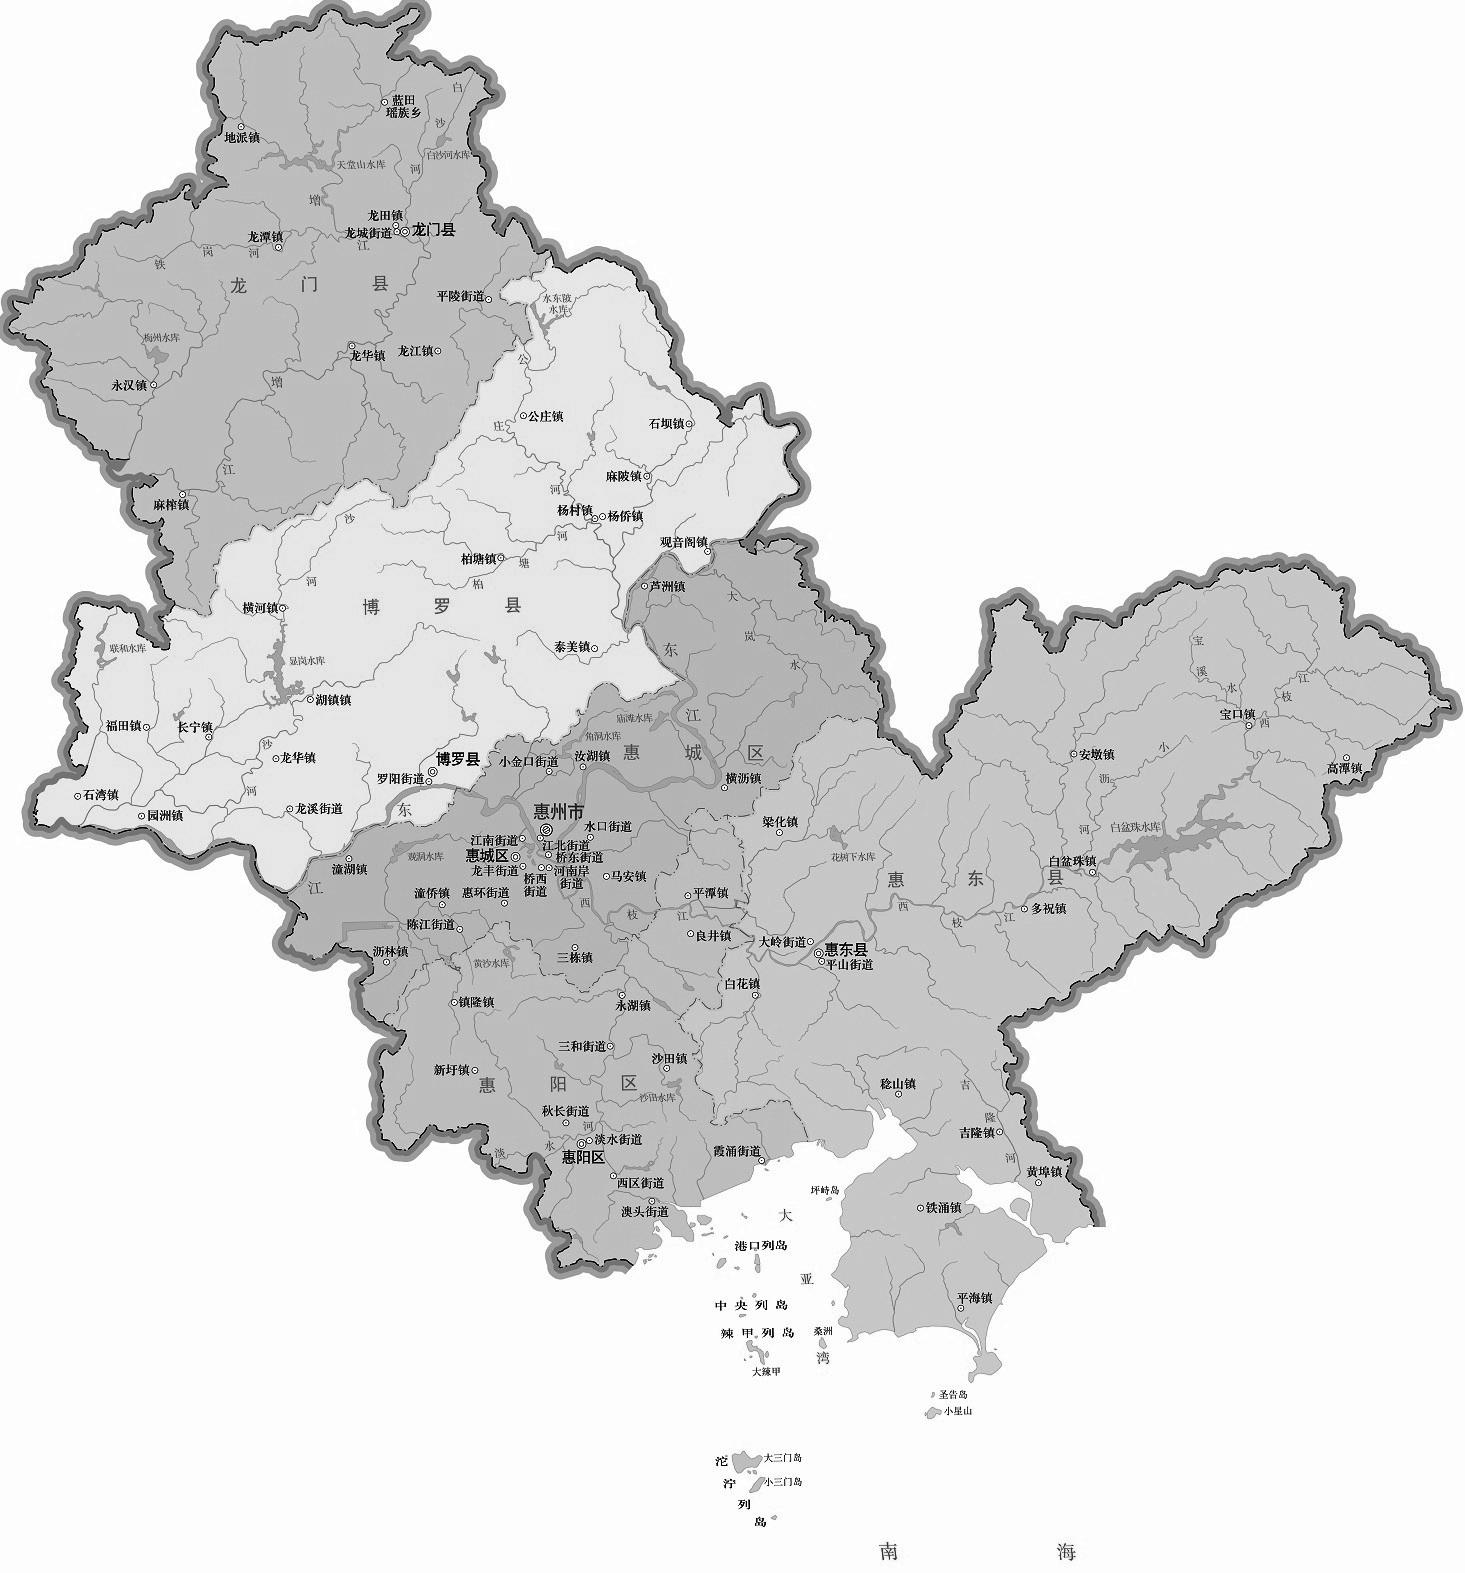 蓝田
瑶族乡
白
沙
河
白沙河水库
地派镇
天堂山水库
增
龙田镇
龙城街道
龙门县
江
龙潭镇
铁
岗
河
龙
门
县
平陵街道
水东陂
水库
梅州水库
永汉镇
龙华镇
龙江镇
增
江
麻榨镇
公
庄
河
公庄镇
石坝镇
麻陂镇
杨村镇
杨侨镇
观音阁镇
柏塘镇
河
塘
柏
沙
河
横河镇
博
罗
县
芦洲镇
泰美镇
联和水库
显岗水库
湖镇镇
福田镇
长宁镇
沙
河
龙华镇
石湾镇
园洲镇
龙溪街道
博罗县
罗阳街道
东
江
大
岚
水
东
江
庙滩水库
角洞水库
惠
城
区
小金口街道
汝湖镇
横沥镇
惠州市
水口街道
江南街道
江北街道
惠城区
桥东街道
龙丰街道
桥西
街道
河南岸
街道
马安镇
观洞水库
潼湖镇
潼侨镇
惠环街道
陈江街道
沥林镇
三栋镇
黄沙水库
西
枝
江
平潭镇
良井镇
梁化镇
花树下水库
惠
东
县
西
枝
江
大岭街道
惠东县
平山街道
白花镇
多祝镇
白盆珠镇
白盆珠水库
安墩镇
小
沥
河
宝
溪
水
宝口镇
西
枝
江
高潭镇
镇隆镇
永湖镇
三和街道
沙田镇
沙田水库
新圩镇
惠
阳
区
秋长街道
河
水
淡
淡水街道
惠阳区
西区街道
澳头街道
霞涌街道
稔山镇
吉
隆
河
吉隆镇
黄埠镇
铁涌镇
平海镇
坪峙岛
大
亚
湾
港口列岛
中央列岛
辣甲列岛
大辣甲
桑洲
圣告岛
小星山
沱
泞
列
岛
大三门岛
小三门岛
南
海